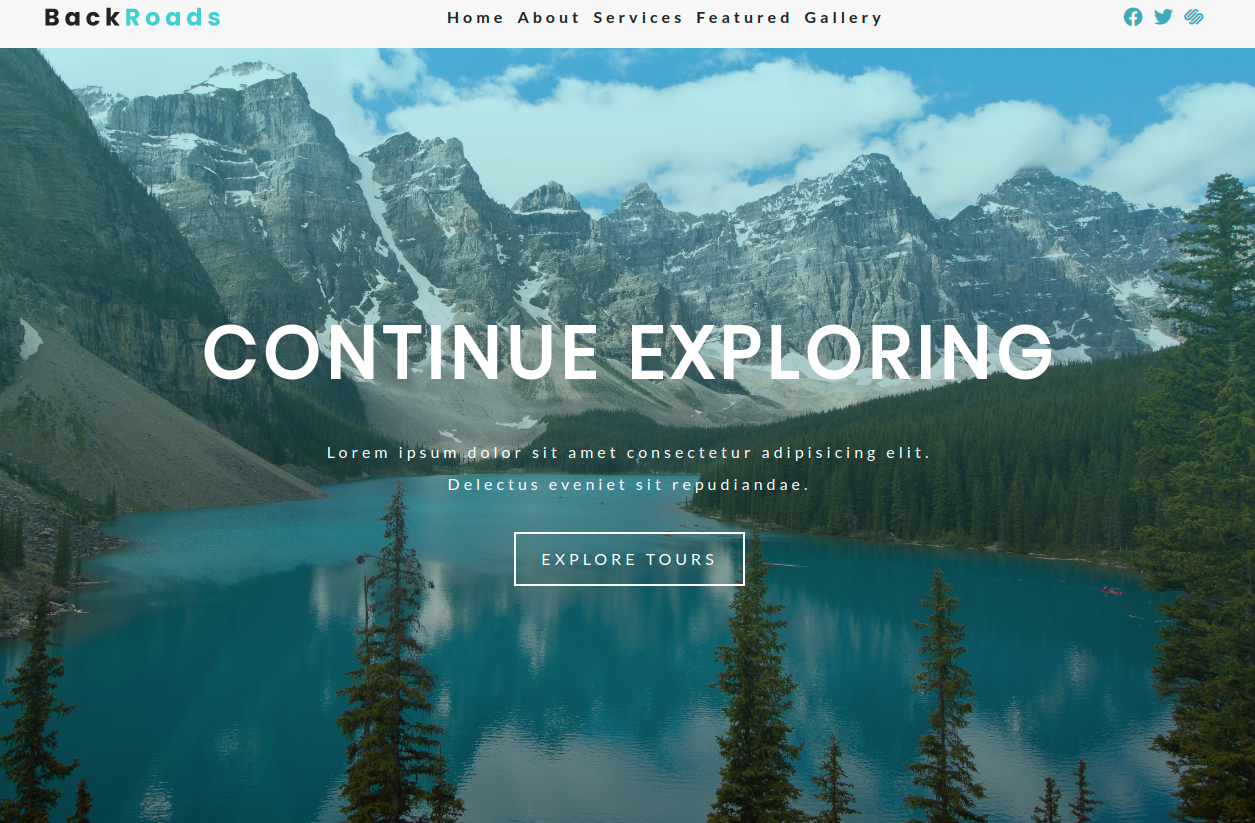 BackRoads
Home About Services Featured Gallery
CONTINUE EXPLORING
Lorem ipsum dolor sit amet consectetur adipisicing elit.
Delectus eveniet sit repudiandae.
EXPLORE TOURS